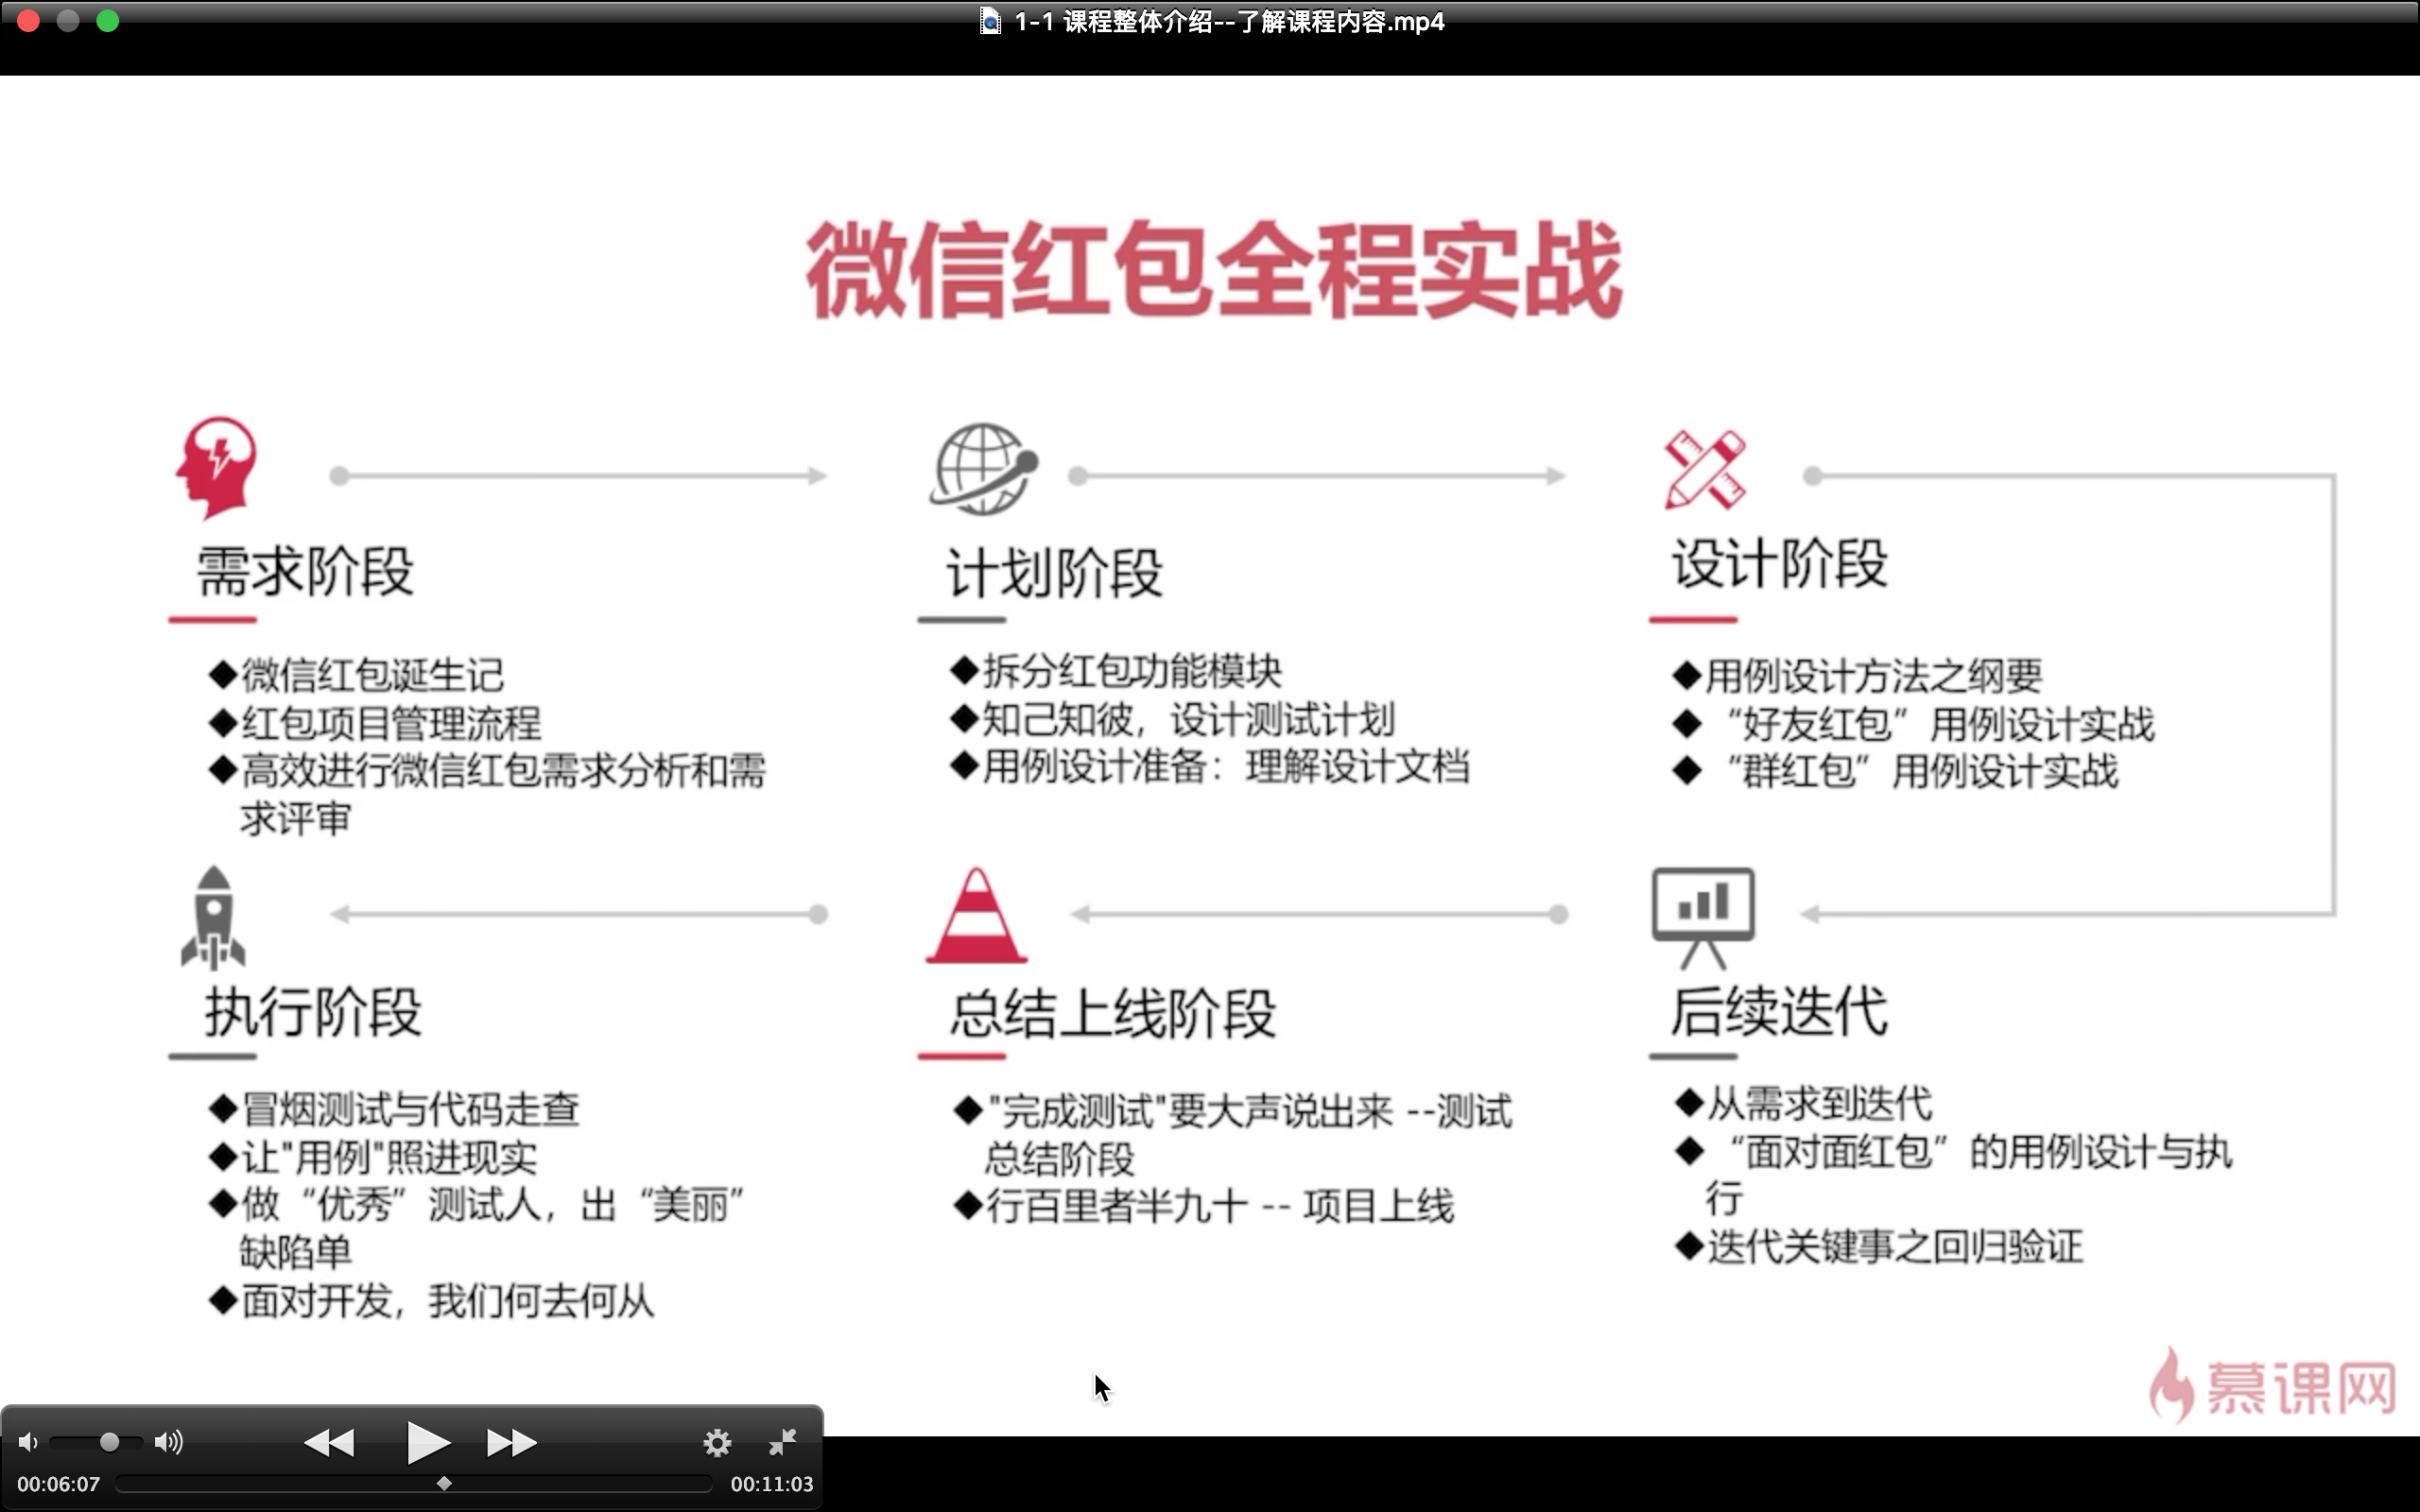 1-1 课程整体介绍--了解课程内容.mp4
微信红包全程实战
需求阶段
◆微信红包诞生记
◆红包项目管理流程
◆高效进行微信红包需求分析和需
求评审
计划阶段
◆拆分红包功能模块
◆知己知彼，设计测试计划
◆用例设计准备：理解设计文档
设计阶段
◆用例设计方法之纲要
◆“好友红包”用例设计实战
◆“群红包”用例设计实战
执行阶段
◆冒烟测试与代码走查
◆让"用例"照进现实
◆做“优秀”测试人，出“美丽”
缺陷单
◆面对开发，我们何去何从
总结上线阶段
◆"完成测试"要大声说出来 --测试
总结阶段
◆行百里者半九十 -- 项目上线
后续迭代
◆从需求到迭代
◆“面对面红包”的用例设计与执
行
◆迭代关键事之回归验证
慕课网
00:06:07
00:11:03